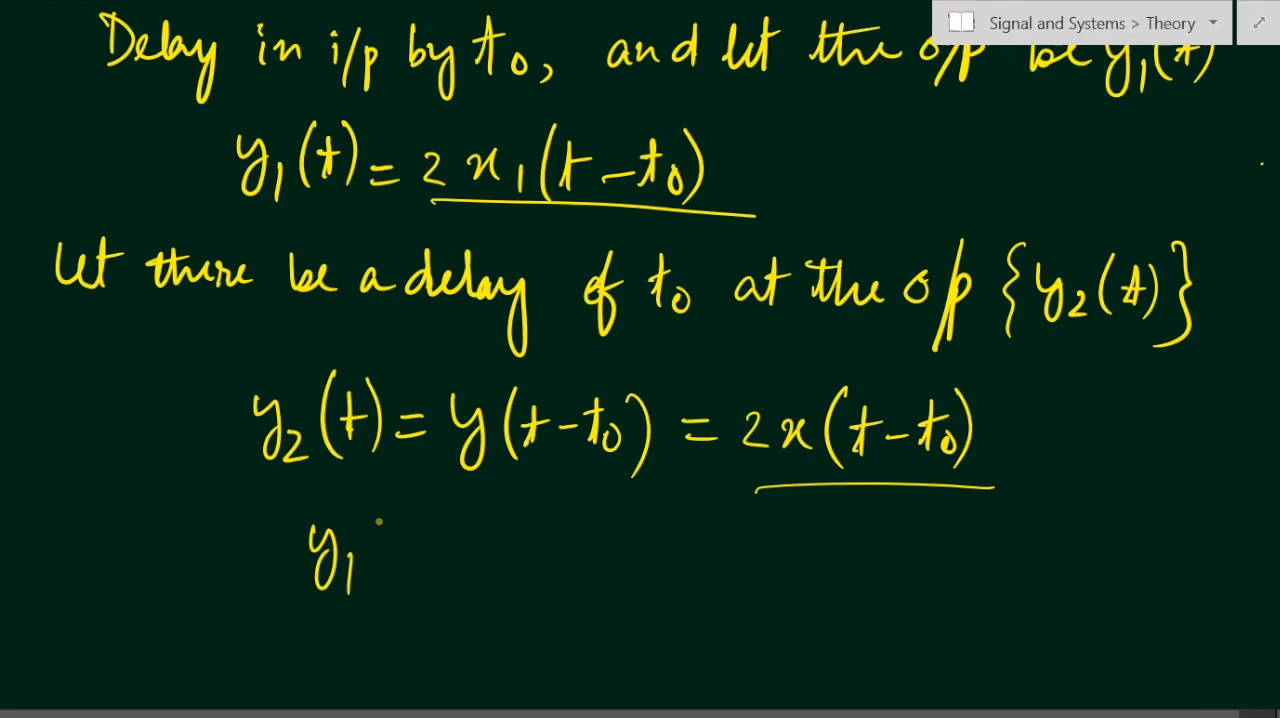 Signal and Systems > Theory
Delay in i/p by t₀, and let the o/p be y₁(t)
y₁(t) = 2 x₁(t - t₀)
Let there be a delay of t₀ at the o/p {y₂(t)}
y₂(t) = y(t - t₀) = 2x(t - t₀)
y₁